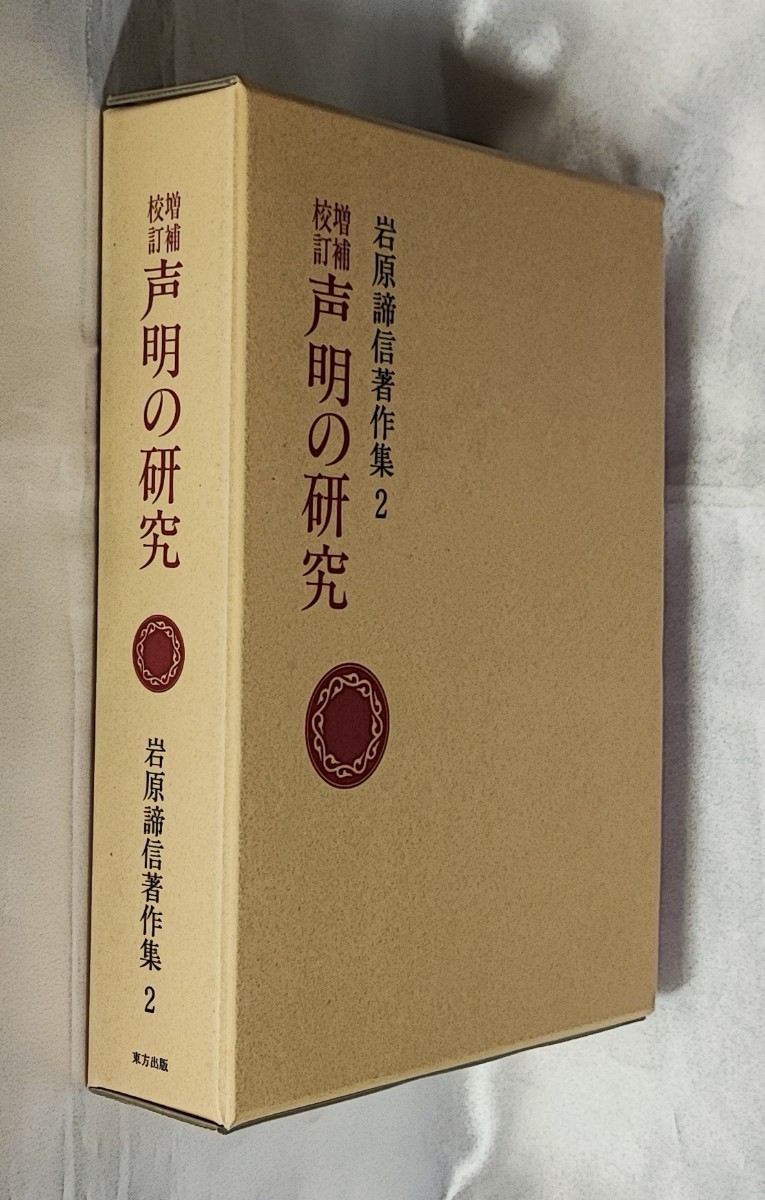 増補
校訂
声明の研究
岩原諦信著作集 2
東方出版
岩原諦信著作集 2
増補
校訂
声明の研究